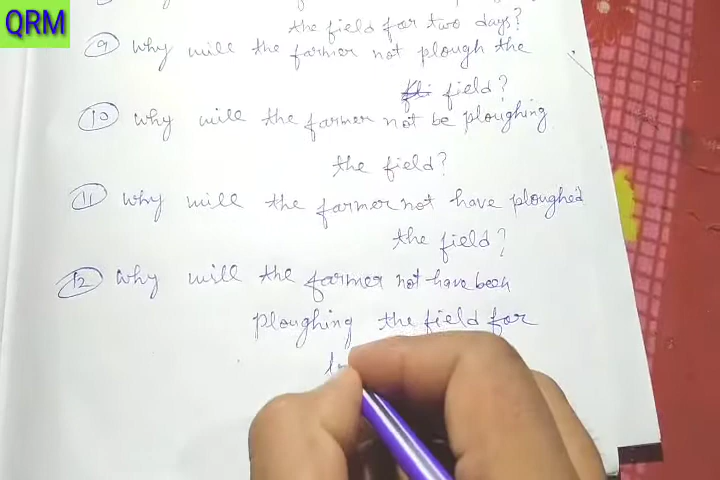 QRM
the field for two days?
9 Why will the farmer not plough the
field?
10 Why will the farmer not be ploughing
the field?
11 Why will the farmer not have ploughed
the field?
12 Why will the farmer not have been
ploughing the field for